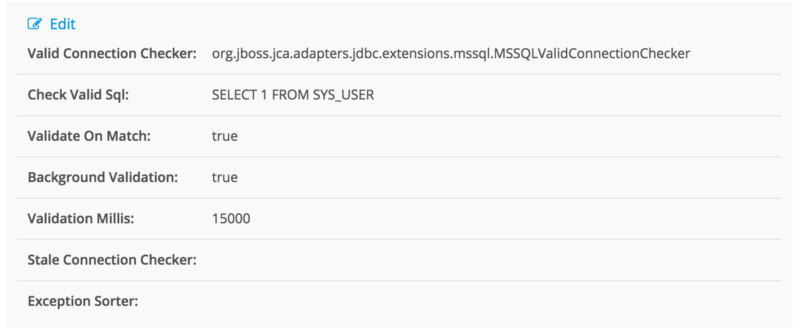 Edit
Valid Connection Checker: org.jboss.jca.adapters.jdbc.extensions.mssql.MSSQLValidConnectionChecker
Check Valid Sql: SELECT 1 FROM SYS_USER
Validate On Match: true
Background Validation: true
Validation Millis: 15000
Stale Connection Checker:
Exception Sorter: